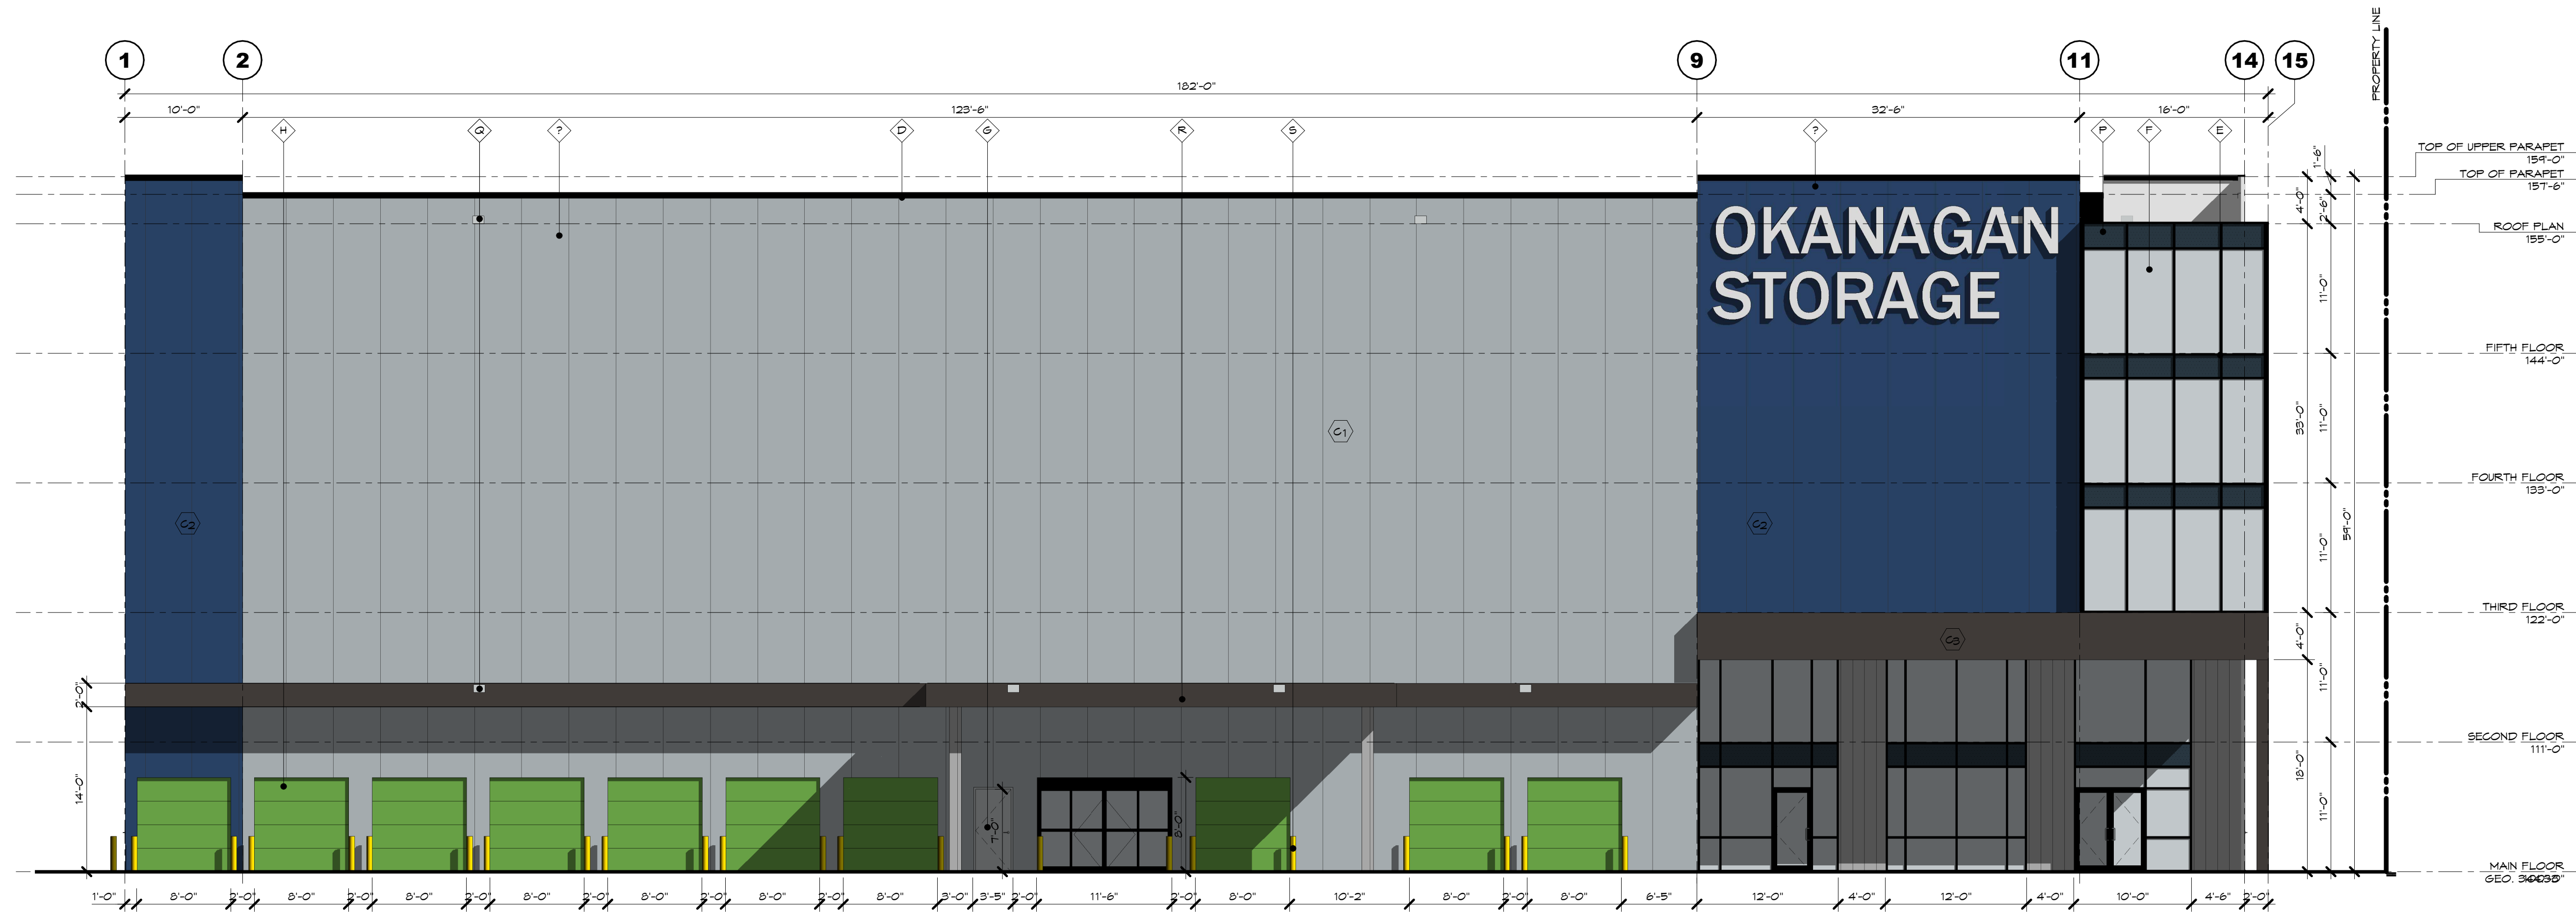 1 2 9 11 14 15
PROPERTY LINE
182'-0"
10'-0" 123'-6" 32'-6" 16'-0"
H Q ? D G R S ? P F E
TOP OF UPPER PARAPET
159'-0"
1'-6"
TOP OF PARAPET
157'-6"
4'-0" 2'-6"
ROOF PLAN
155'-0"
OKANAGAN
STORAGE
11'-0"
FIFTH FLOOR
144'-0"
33'-0" 11'-0"
C1
FOURTH FLOOR
133'-0"
C2 C2
59'-0"
11'-0"
THIRD FLOOR
122'-0"
C3
4'-0"
11'-0"
2'-0"
SECOND FLOOR
111'-0"
14'-0"
18'-0"
11'-0"
7'-0" 8'-0"
MAIN FLOOR
GEO.
1'-0" 8'-0" 2'-0" 8'-0" 2'-0" 8'-0" 2'-0" 8'-0" 2'-0" 8'-0" 2'-0" 8'-0" 2'-0" 8'-0" 3'-0" 3'-5" 2'-0" 11'-6" 2'-0" 8'-0" 10'-2" 8'-0" 2'-0" 8'-0" 6'-5" 12'-0" 4'-0" 12'-0" 4'-0" 10'-0" 4'-6" 2'-0"